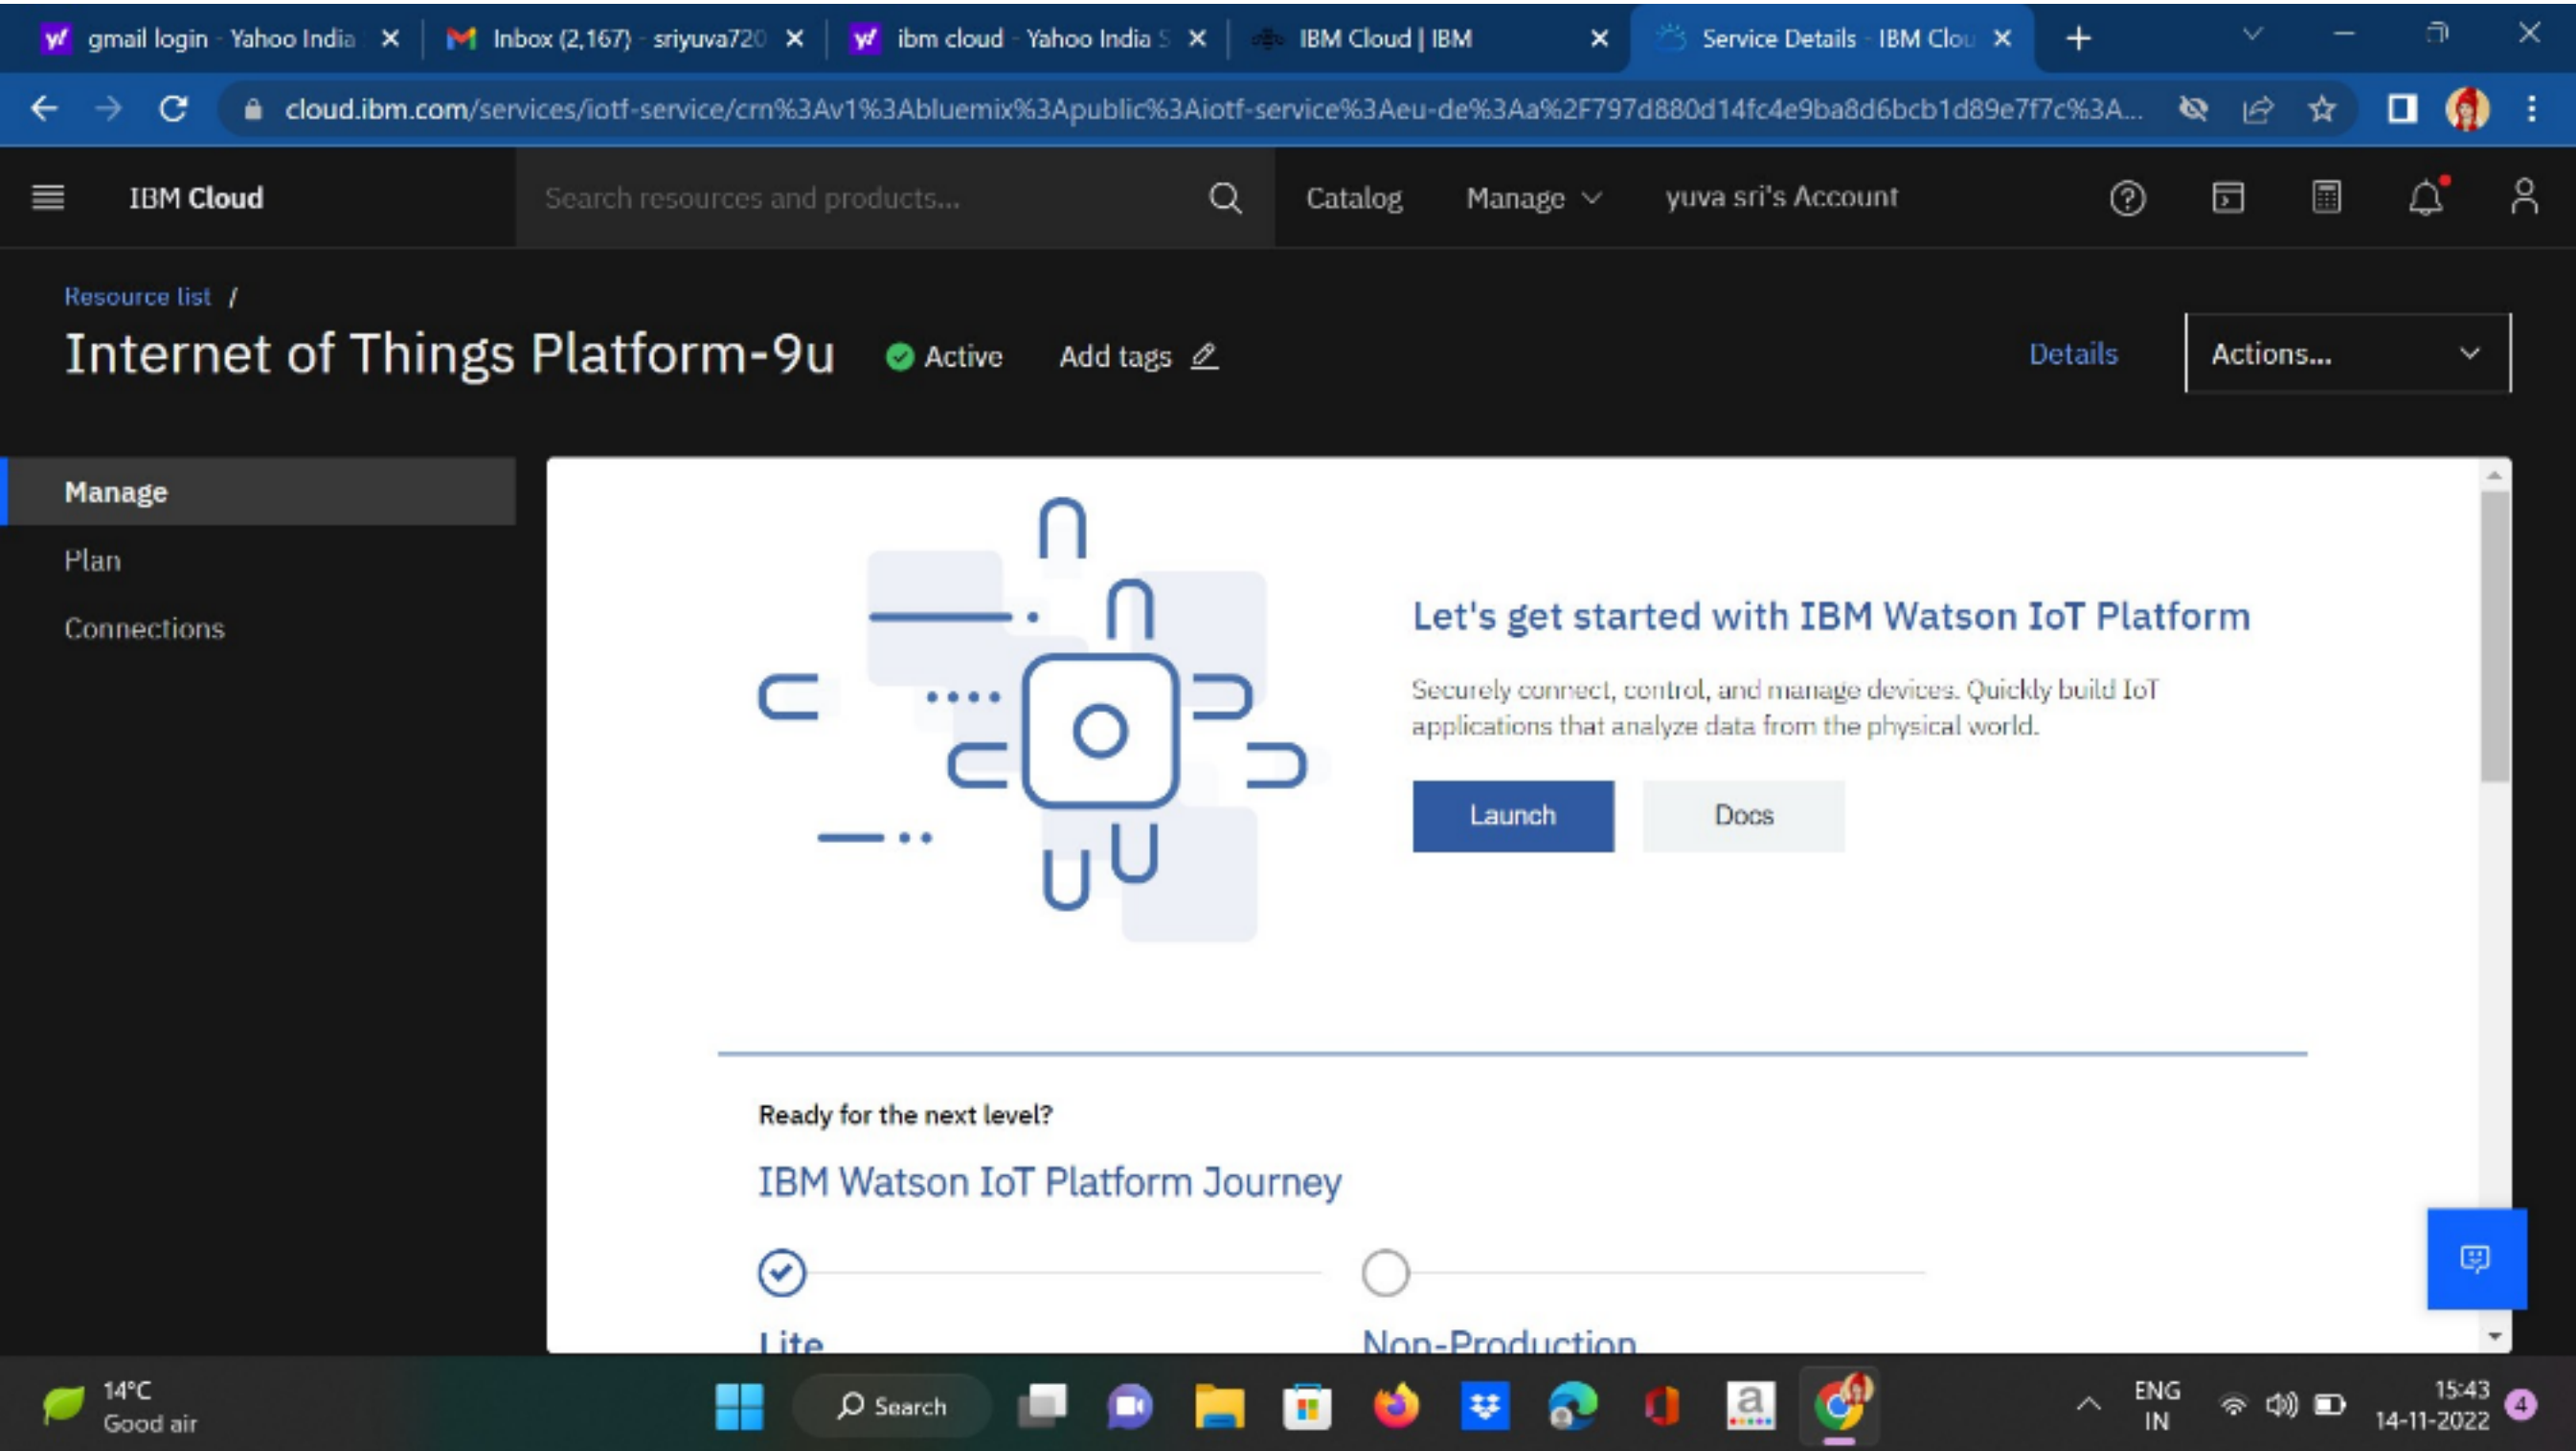 gmail login - Yahoo India
Inbox (2,167) - sriyuva720
ibm cloud - Yahoo India S
IBM Cloud | IBM
Service Details - IBM Clou
cloud.ibm.com/services/iotf-service/crn%3Av1%3Abluemix%3Apublic%3Aiotf-service%3Aeu-de%3Aa%2F797d880d14fc4e9ba8d6bcb1d89e7f7c%3A...
IBM Cloud
Search resources and products...
Catalog
Manage
yuva sri's Account
Resource list /
Internet of Things Platform-9u
Active
Add tags
Details
Actions...
Manage
Plan
Connections
Let's get started with IBM Watson IoT Platform
Securely connect, control, and manage devices. Quickly build IoT
applications that analyze data from the physical world.
Launch
Docs
Ready for the next level?
IBM Watson IoT Platform Journey
Lite
Non-Production
14°C
Good air
Search
a
ENG
IN
15:43
14-11-2022
4